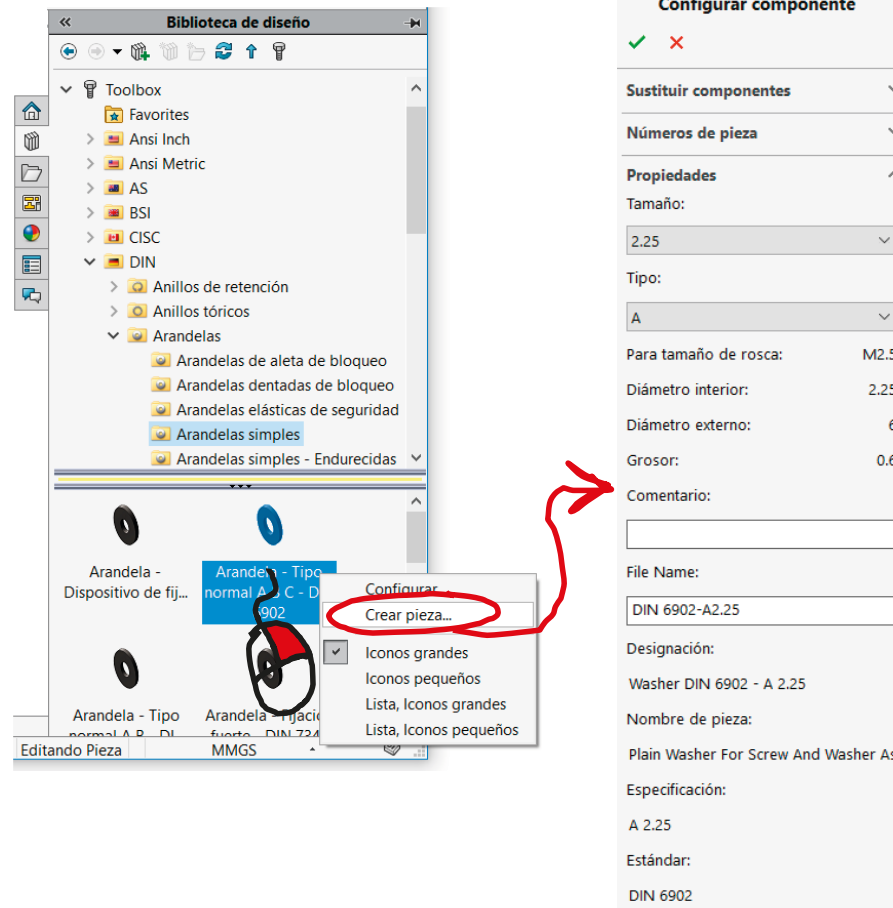 Biblioteca de diseño
Toolbox
Favorites
Ansi Inch
Ansi Metric
AS
BSI
CISC
DIN
Anillos de retención
Anillos tóricos
Arandelas
Arandelas de aleta de bloqueo
Arandelas dentadas de bloqueo
Arandelas elásticas de seguridad
Arandelas simples
Arandelas simples - Endurecidas
Arandela -
Dispositivo de fij...
Arandela - Tipo
normal A B C - D
6902
Arandela - Tipo
normal A B - DI
Arandela - Fijació
fuerte - DIN 734
Configurar...
Crear pieza...
Iconos grandes
Iconos pequeños
Lista, Iconos grandes
Lista, Iconos pequeños
Editando Pieza
MMGS
Configurar componente
Sustituir componentes
Números de pieza
Propiedades
Tamaño:
2.25
Tipo:
A
Para tamaño de rosca: M2.5
Diámetro interior: 2.25
Diámetro externo: 6
Grosor: 0.6
Comentario:
File Name:
DIN 6902-A2.25
Designación:
Washer DIN 6902 - A 2.25
Nombre de pieza:
Plain Washer For Screw And Washer As
Especificación:
A 2.25
Estándar:
DIN 6902